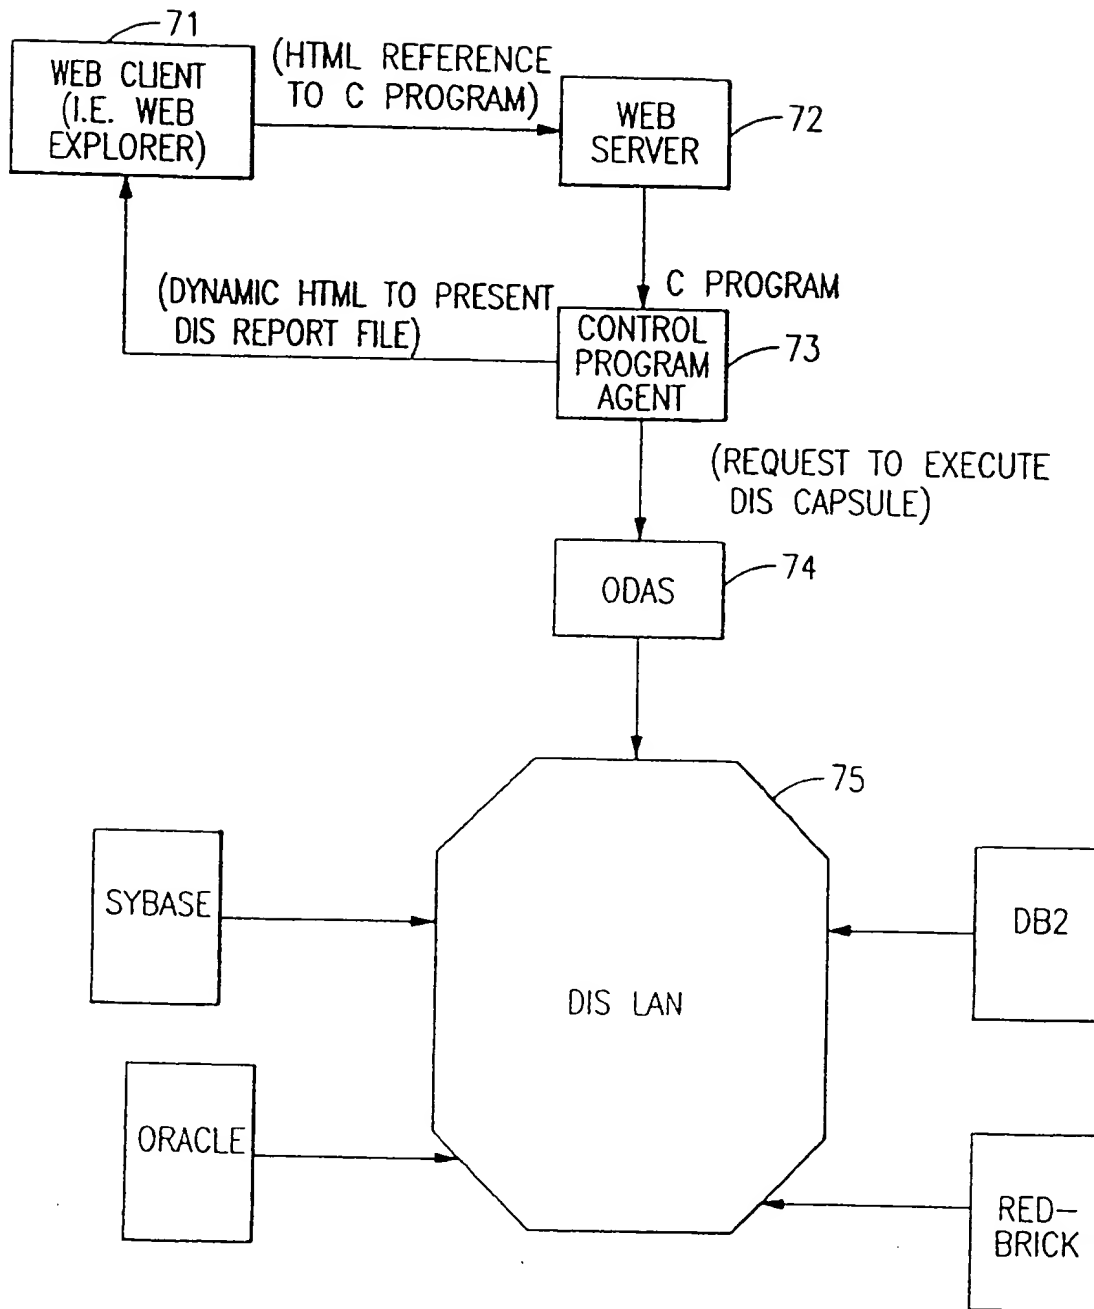 71
WEB CLIENT
(I.E. WEB
EXPLORER)
(HTML REFERENCE
TO C PROGRAM)
WEB
SERVER
72
(DYNAMIC HTML TO PRESENT
DIS REPORT FILE)
C PROGRAM
CONTROL
PROGRAM
AGENT
73
(REQUEST TO EXECUTE
DIS CAPSULE)
ODAS
74
75
SYBASE
DB2
DIS LAN
ORACLE
RED-
BRICK